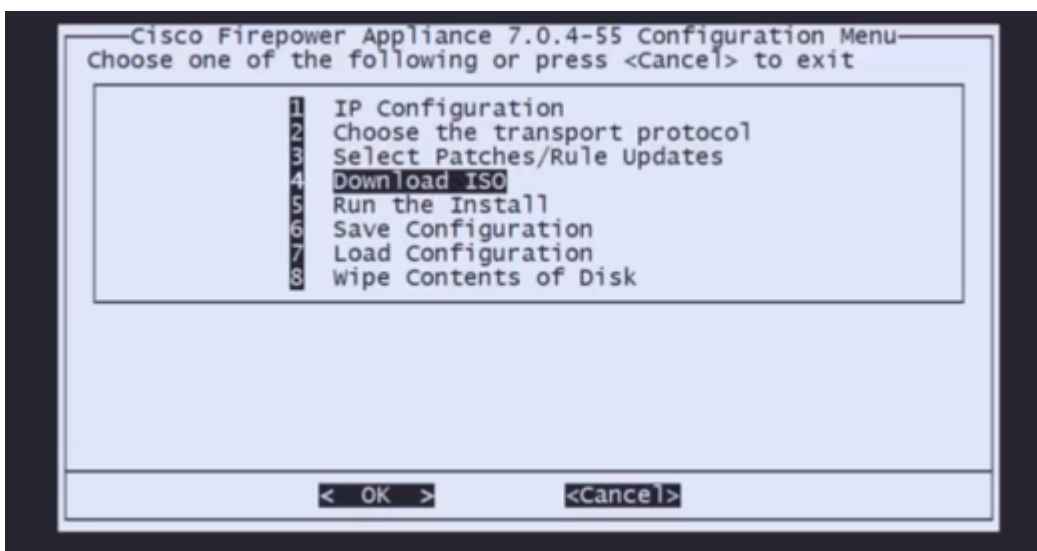 Cisco Firepower Appliance 7.0.4-55 Configuration Menu
Choose one of the following or press <Cancel> to exit
1 IP Configuration
2 Choose the transport protocol
3 Select Patches/Rule Updates
4 Download ISO
5 Run the Install
6 Save Configuration
7 Load Configuration
8 Wipe Contents of Disk
< OK > <Cancel>